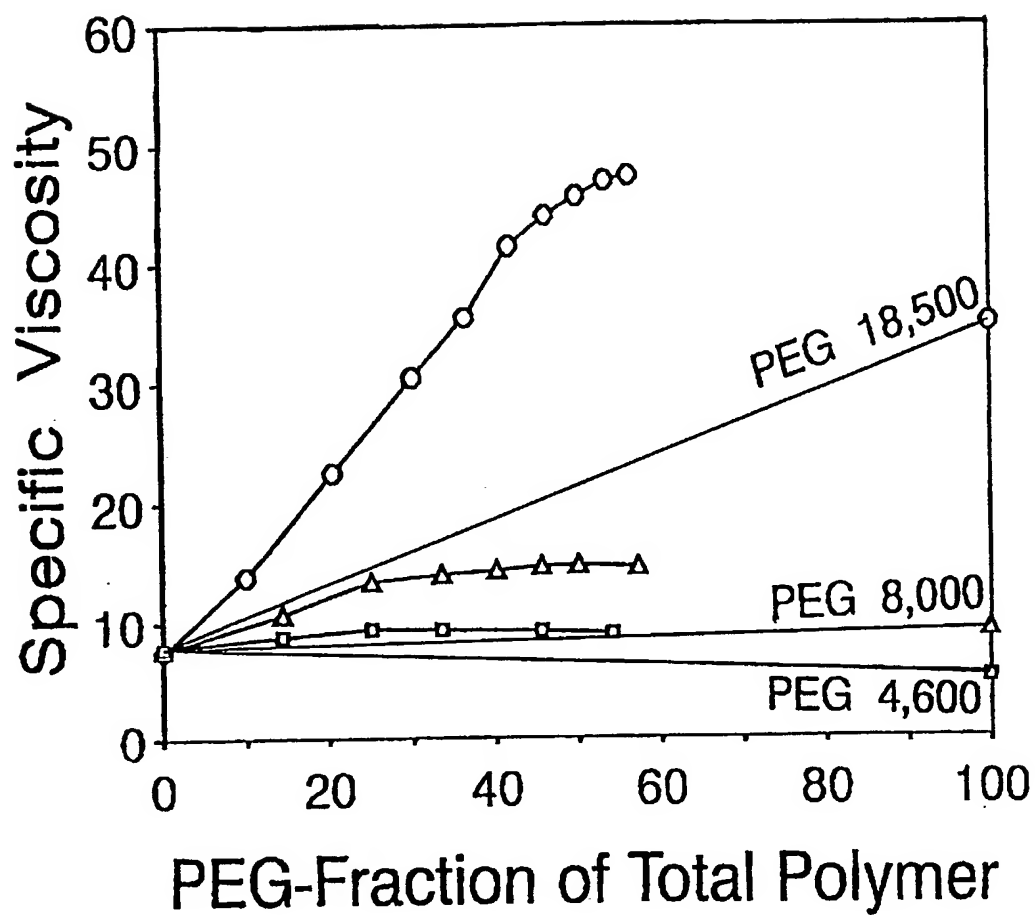 60
50
40
30
20
10
0
Specific Viscosity
PEG 18,500
PEG 8,000
PEG 4,600
0 20 40 60 80 100
PEG-Fraction of Total Polymer